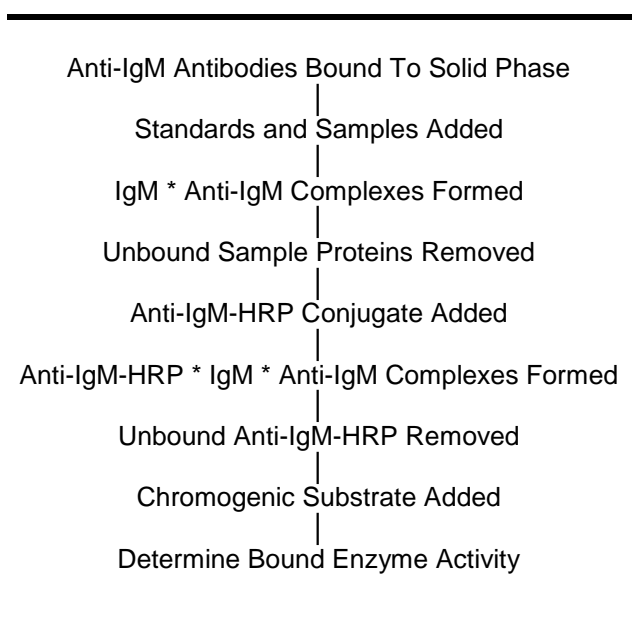 Anti-IgM Antibodies Bound To Solid Phase
Standards and Samples Added
IgM * Anti-IgM Complexes Formed
Unbound Sample Proteins Removed
Anti-IgM-HRP Conjugate Added
Anti-IgM-HRP * IgM * Anti-IgM Complexes Formed
Unbound Anti-IgM-HRP Removed
Chromogenic Substrate Added
Determine Bound Enzyme Activity